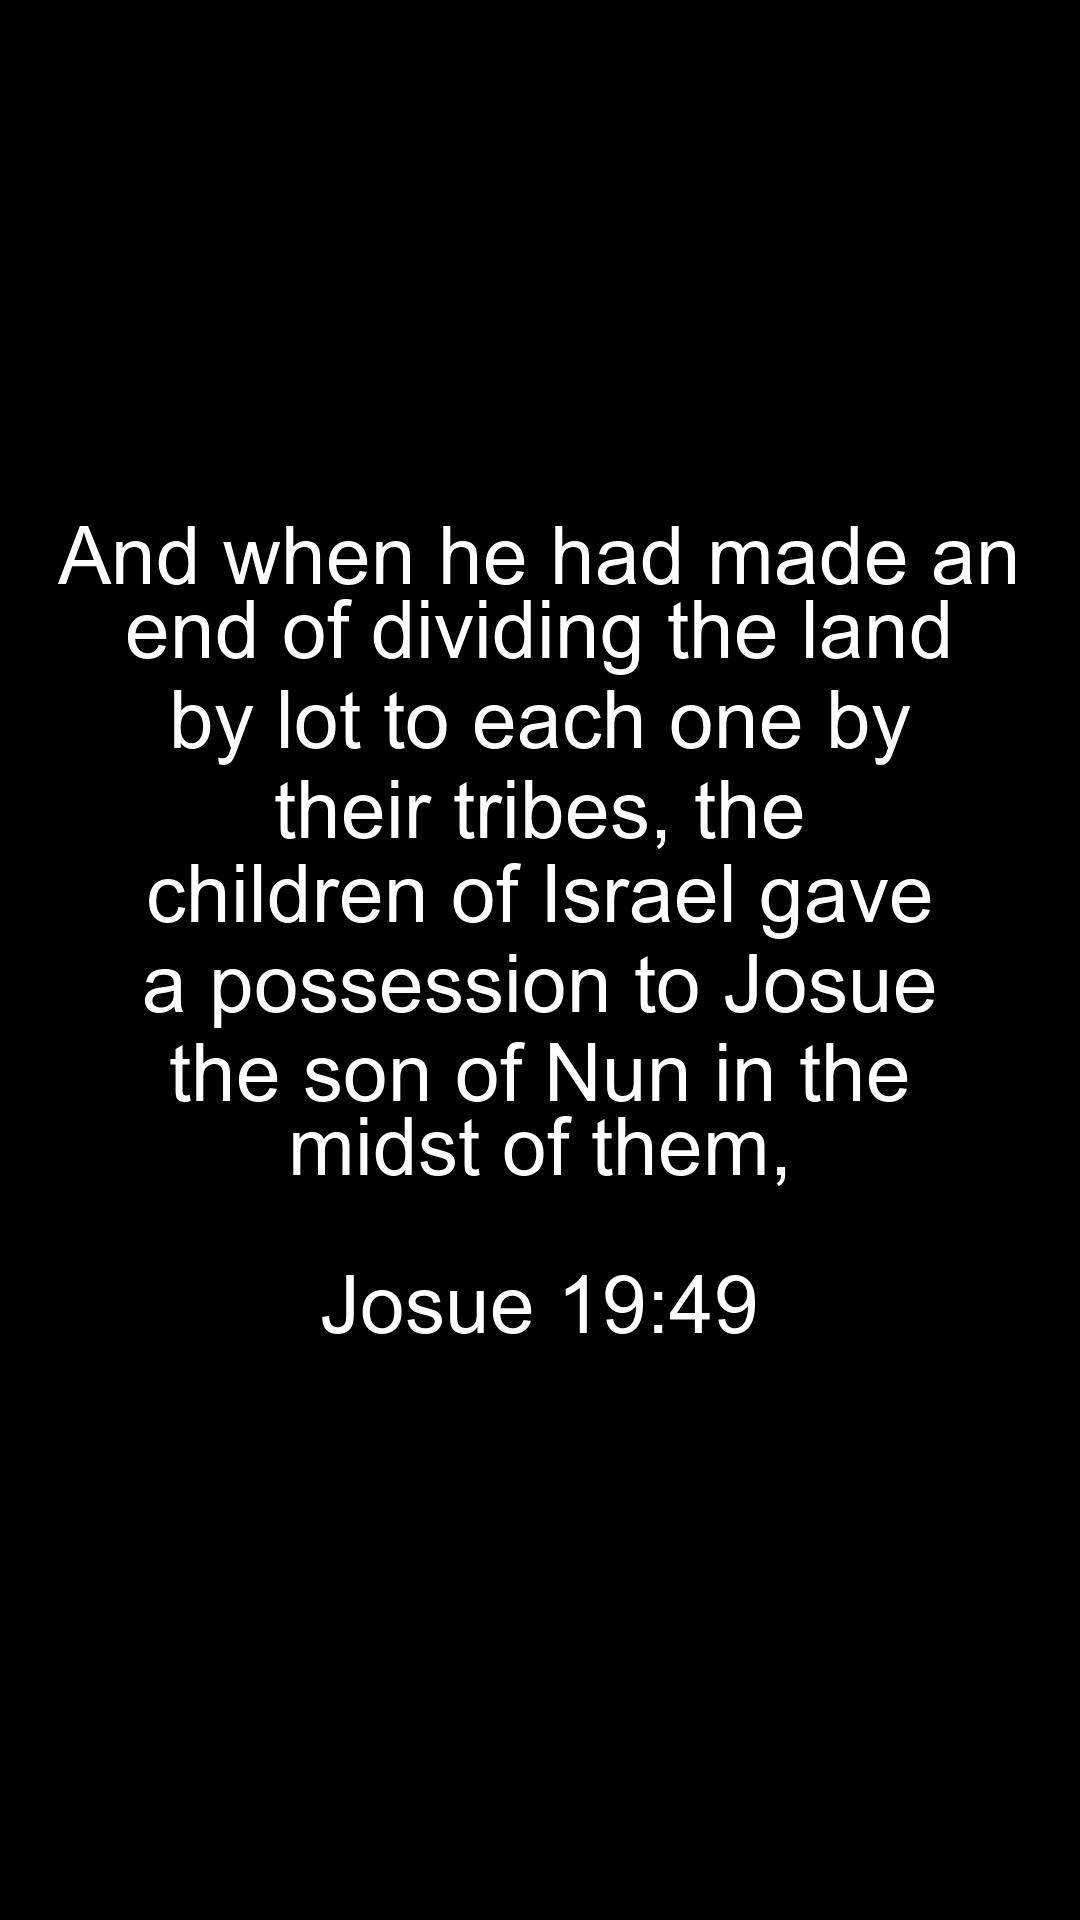 And when he had made an
end of dividing the land
by lot to each one by
their tribes, the
children of Israel gave
a possession to Josue
the son of Nun in the
midst of them,
Josue 19:49